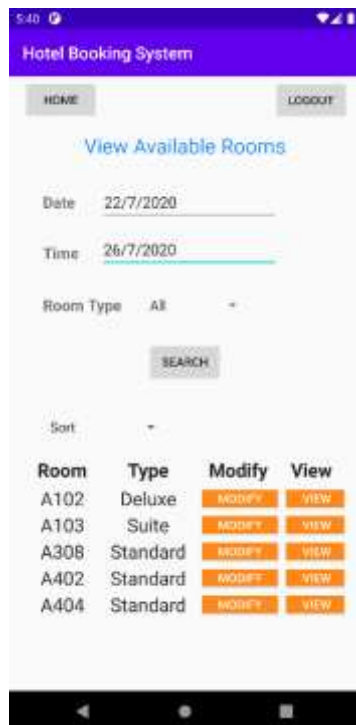 5:40
Hotel Booking System
HOME LOGOUT
View Available Rooms
Date 22/7/2020
Time 26/7/2020
Room Type All
SEARCH
Sort
Room Type Modify View
A102 Deluxe MODIFY VIEW
A103 Suite MODIFY VIEW
A308 Standard MODIFY VIEW
A402 Standard MODIFY VIEW
A404 Standard MODIFY VIEW